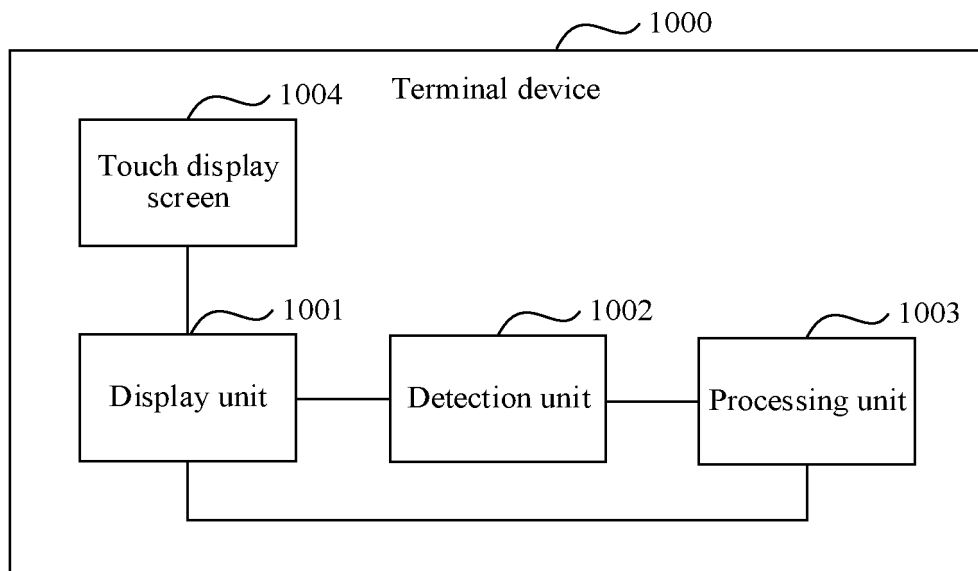 1000
Terminal device
1004
Touch display
screen
1001
Display unit
1002
Detection unit
1003
Processing unit